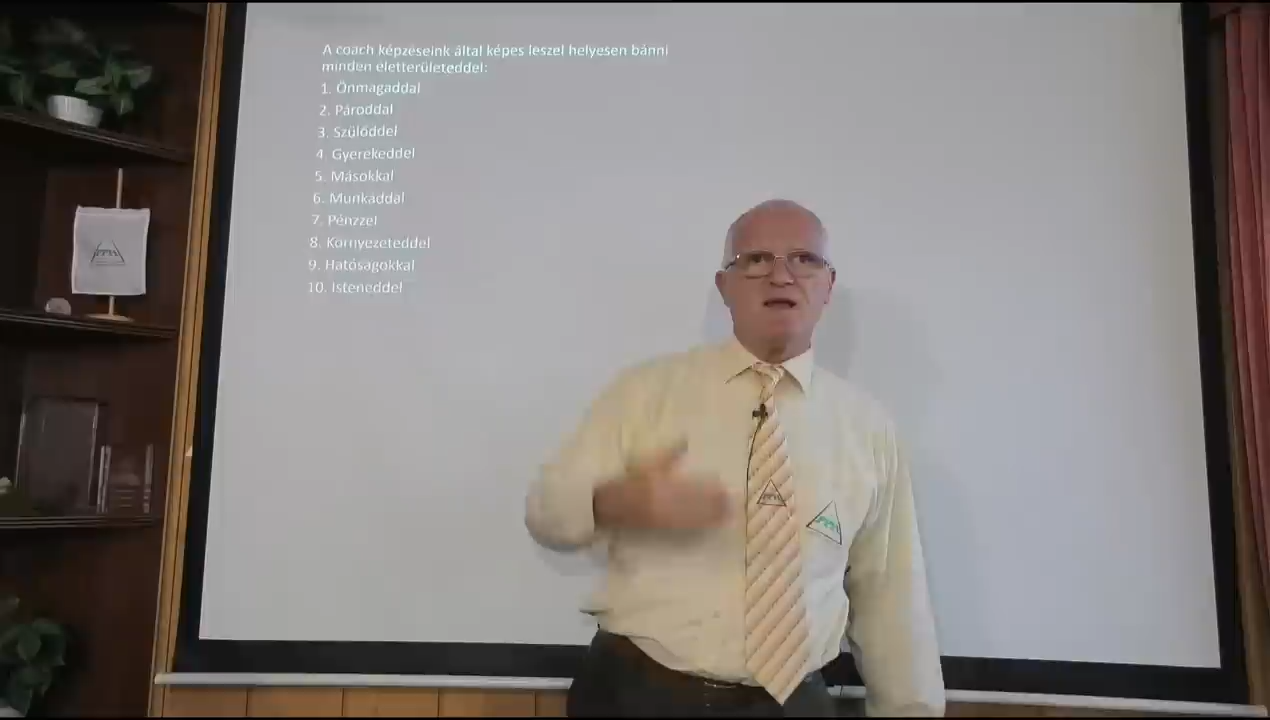 A coach képzéseink által képes leszel helyesen bánni
minden életterületeddel:
1. Önmagaddal
2. Pároddal
3. Szülőddel
4. Gyerekeddel
5. Másokkal
6. Munkáddal
7. Pénzzel
8. Környezeteddel
9. Hatóságokkal
10. Isteneddel